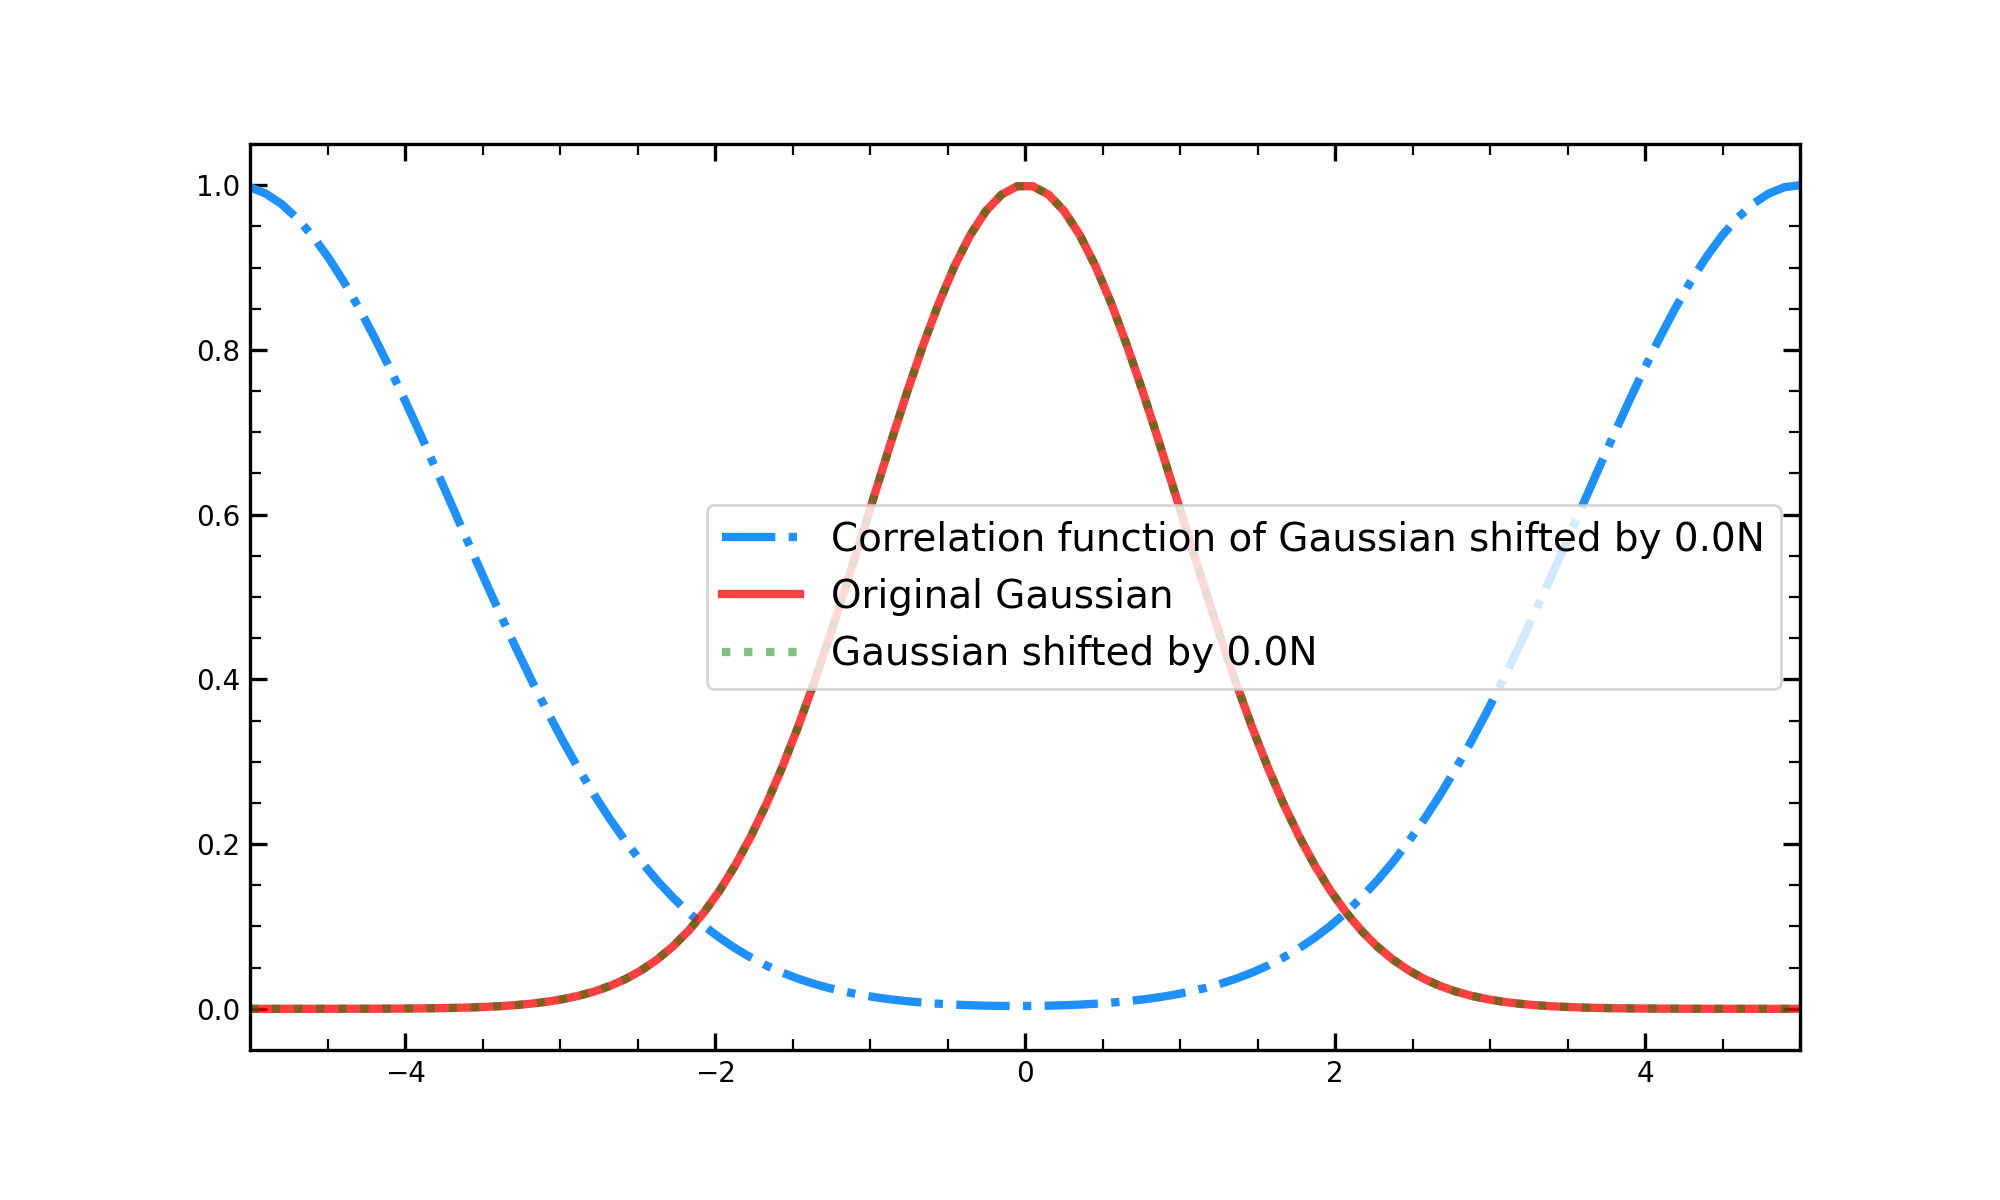 1.0
0.8
0.6
0.4
0.2
0.0
Correlation function of Gaussian shifted by 0.0N
Original Gaussian
Gaussian shifted by 0.0N
−4 −2 0 2 4